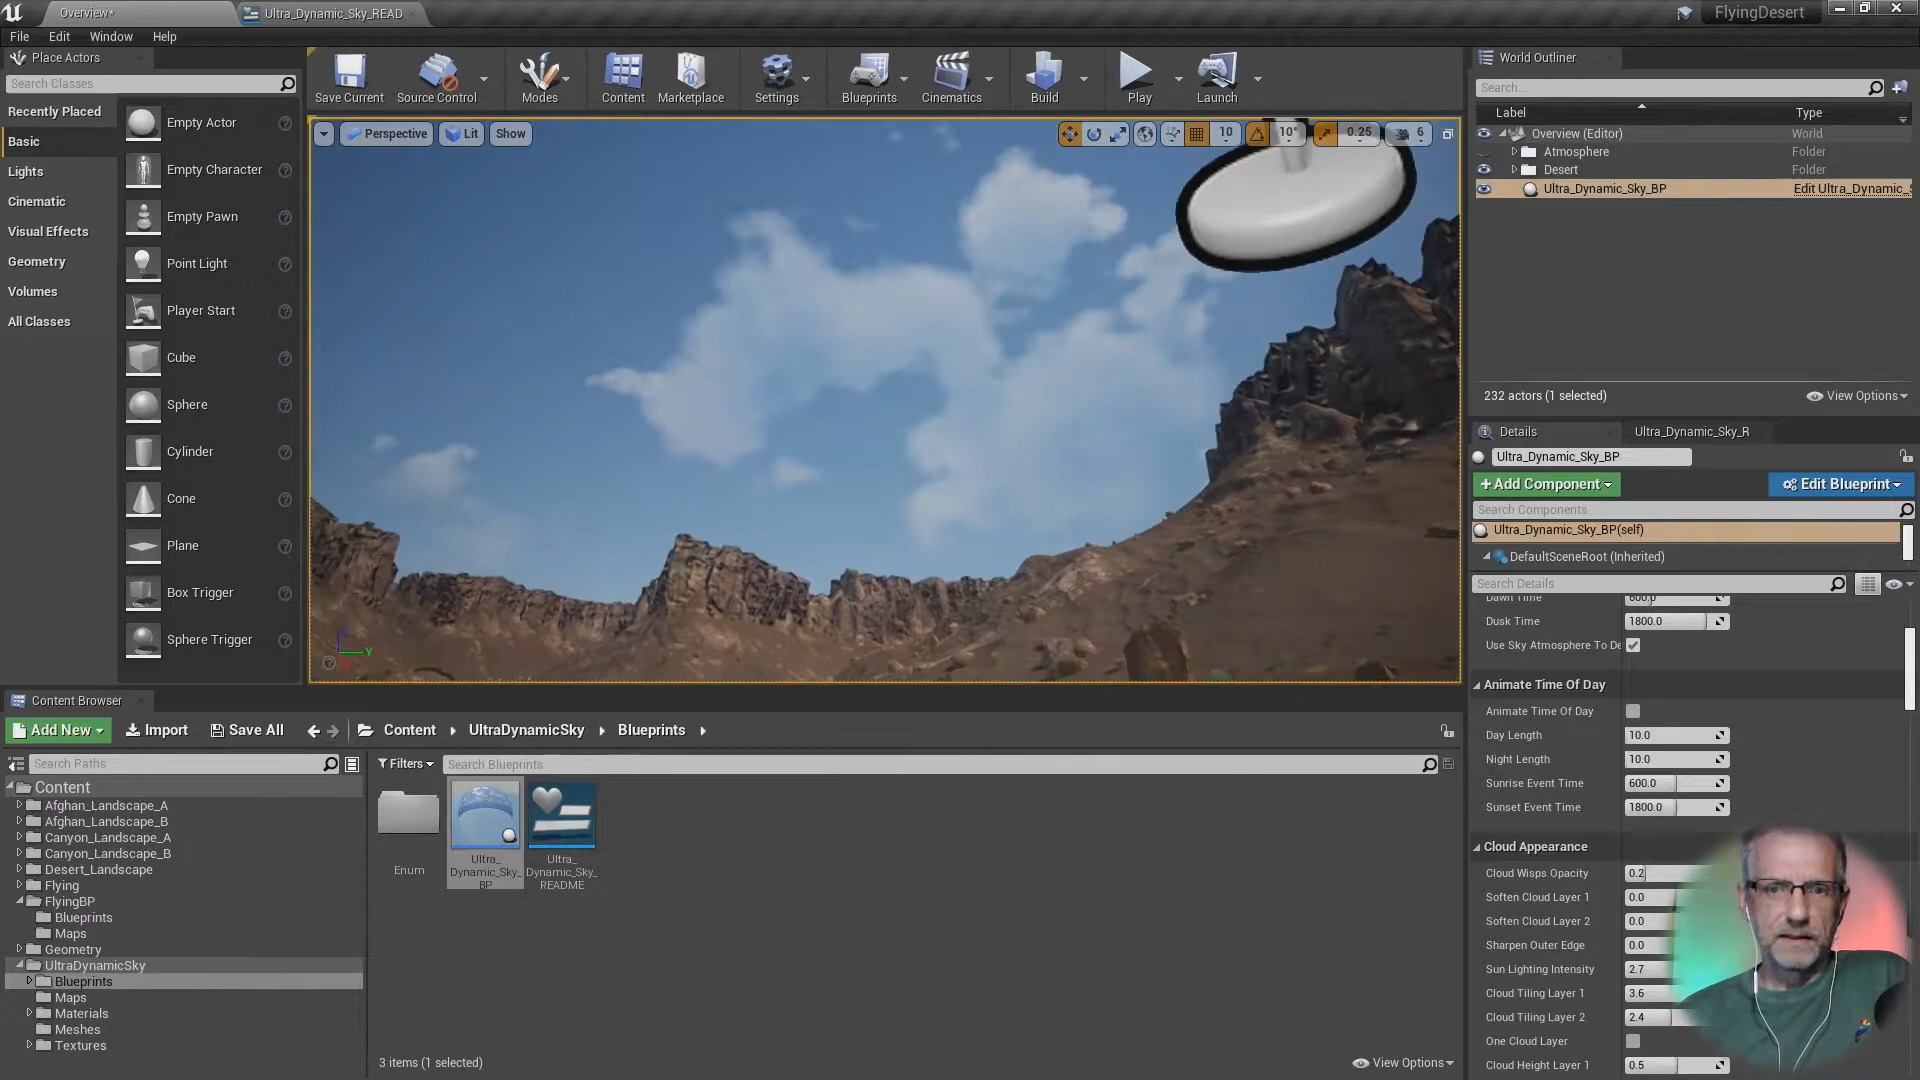 Overview*
Ultra_Dynamic_Sky_READ
FlyingDesert
File Edit Window Help
Place Actors
Search Classes
Recently Placed
Basic
Lights
Cinematic
Visual Effects
Geometry
Volumes
All Classes
Empty Actor
Empty Character
Empty Pawn
Point Light
Player Start
Cube
Sphere
Cylinder
Cone
Plane
Box Trigger
Sphere Trigger
Save Current
Source Control
Modes
Content
Marketplace
Settings
Blueprints
Cinematics
Build
Play
Launch
Perspective Lit Show
10 10° 0.25 6
Y
World Outliner
Search...
Label Type
Overview (Editor) World
Atmosphere Folder
Desert Folder
Ultra_Dynamic_Sky_BP Edit Ultra_Dynamic_S
232 actors (1 selected) View Options
Details Ultra_Dynamic_Sky_R
Ultra_Dynamic_Sky_BP
+Add Component Edit Blueprint
Search Components
Ultra_Dynamic_Sky_BP(self)
DefaultSceneRoot (Inherited)
Search Details
Dawn Time 600.0
Dusk Time 1800.0
Use Sky Atmosphere To De
Animate Time Of Day
Animate Time Of Day
Day Length 10.0
Night Length 10.0
Sunrise Event Time 600.0
Sunset Event Time 1800.0
Cloud Appearance
Cloud Wisps Opacity 0.2
Soften Cloud Layer 1 0.0
Soften Cloud Layer 2 0.0
Sharpen Outer Edge 0.0
Sun Lighting Intensity 2.7
Cloud Tiling Layer 1 3.6
Cloud Tiling Layer 2 2.4
One Cloud Layer
Cloud Height Layer 1 0.5
Content Browser
Add New Import Save All Content UltraDynamicSky Blueprints
Search Paths
Filters Search Blueprints
Content
Afghan_Landscape_A
Afghan_Landscape_B
Canyon_Landscape_A
Canyon_Landscape_B
Desert_Landscape
Flying
FlyingBP
Blueprints
Maps
Geometry
UltraDynamicSky
Blueprints
Maps
Materials
Meshes
Textures
Enum
Ultra_
Dynamic_Sky_
BP
Ultra_
Dynamic_Sky_
README
3 items (1 selected) View Options